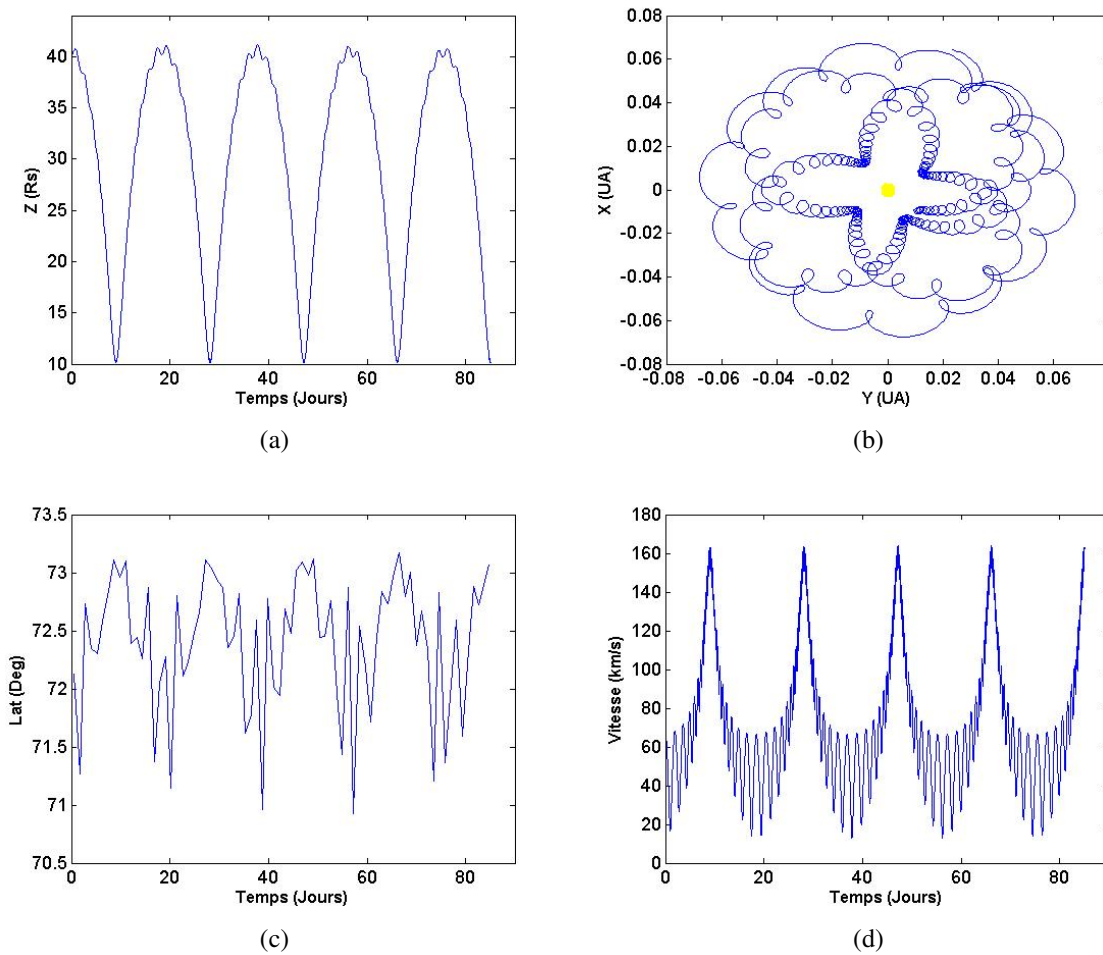 40
35
30
25
20
15
10
Z (Rs)
0 20 40 60 80
Temps (Jours)
(a)
0.08
0.06
0.04
0.02
0
-0.02
-0.04
-0.06
-0.08
X (UA)
-0.08 -0.06 -0.04 -0.02 0 0.02 0.04 0.06
Y (UA)
(b)
73.5
73
72.5
72
71.5
71
70.5
Lat (Deg)
0 20 40 60 80
Temps (Jours)
(c)
180
160
140
120
100
80
60
40
20
0
Vitesse (km/s)
0 20 40 60 80
Temps (Jours)
(d)